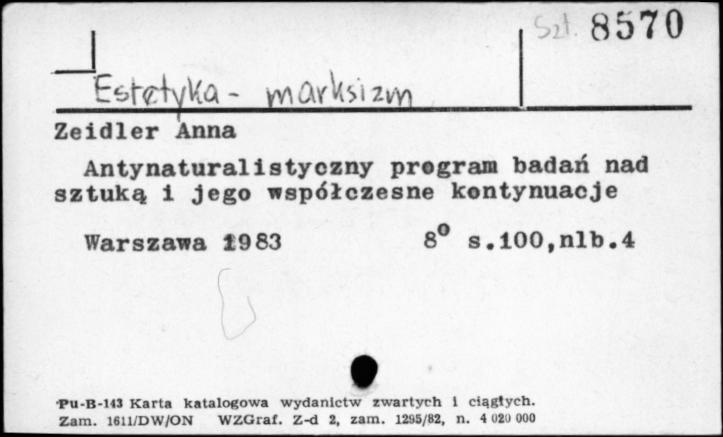 Szt. 8570
Estetyka - marksizm
Zeidler Anna
Antynaturalistyczny program badań nad
sztuką i jego współczesne kontynuacje
Warszawa 1983 8⁰ s.100,nlb.4
Pu-B-143 Karta katalogowa wydawnictw zwartych i ciągłych.
Zam. 1611/DW/ON WZGraf. Z-d 2, zam. 1295/82, n. 4 020 000